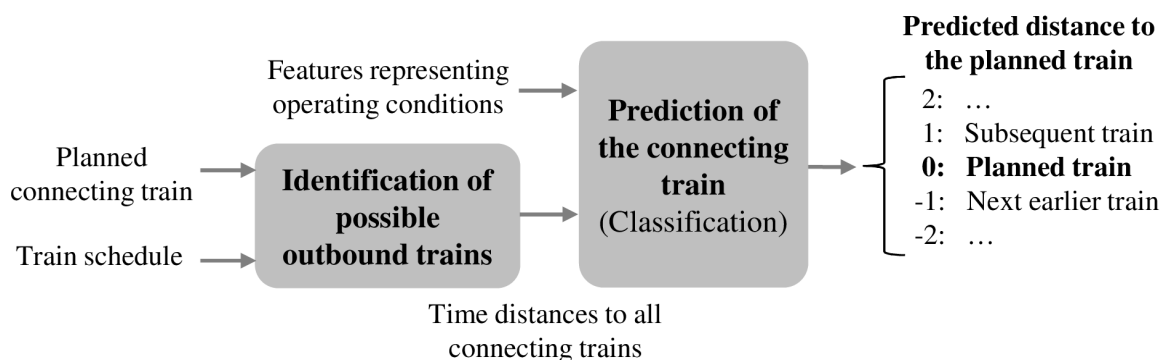 Features representing
operating conditions
Planned
connecting train
Train schedule
Identification of
possible
outbound trains
Time distances to all
connecting trains
Prediction of
the connecting
train
(Classification)
Predicted distance to
the planned train
2: …
1: Subsequent train
0: Planned train
-1: Next earlier train
-2: …